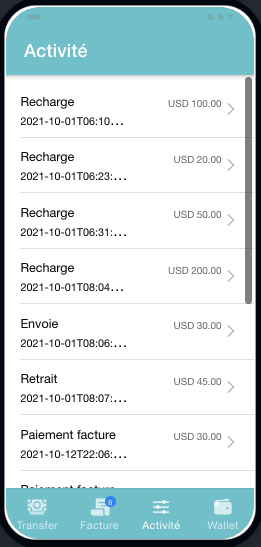 Activité
Recharge
USD 100.00
2021-10-01T06:10...
Recharge
USD 20.00
2021-10-01T06:23:...
Recharge
USD 50.00
2021-10-01T06:31:...
Recharge
USD 200.00
2021-10-01T08:04...
Envoie
USD 30.00
2021-10-01T08:06:...
Retrait
USD 45.00
2021-10-01T08:07:...
Paiement facture
USD 30.00
2021-10-12T22:06:...
Paiement facture
6
Transfer
Facture
Activité
Wallet